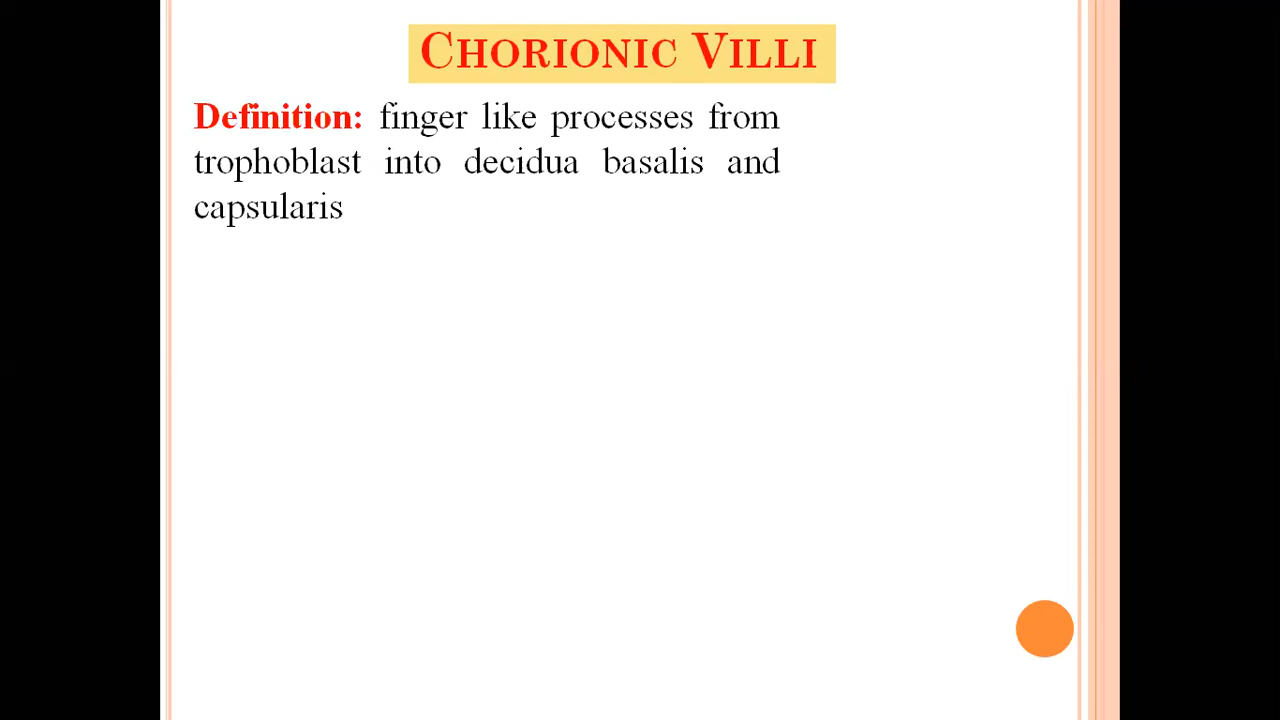 Chorionic Villi
Definition: finger like processes from
trophoblast into decidua basalis and
capsularis